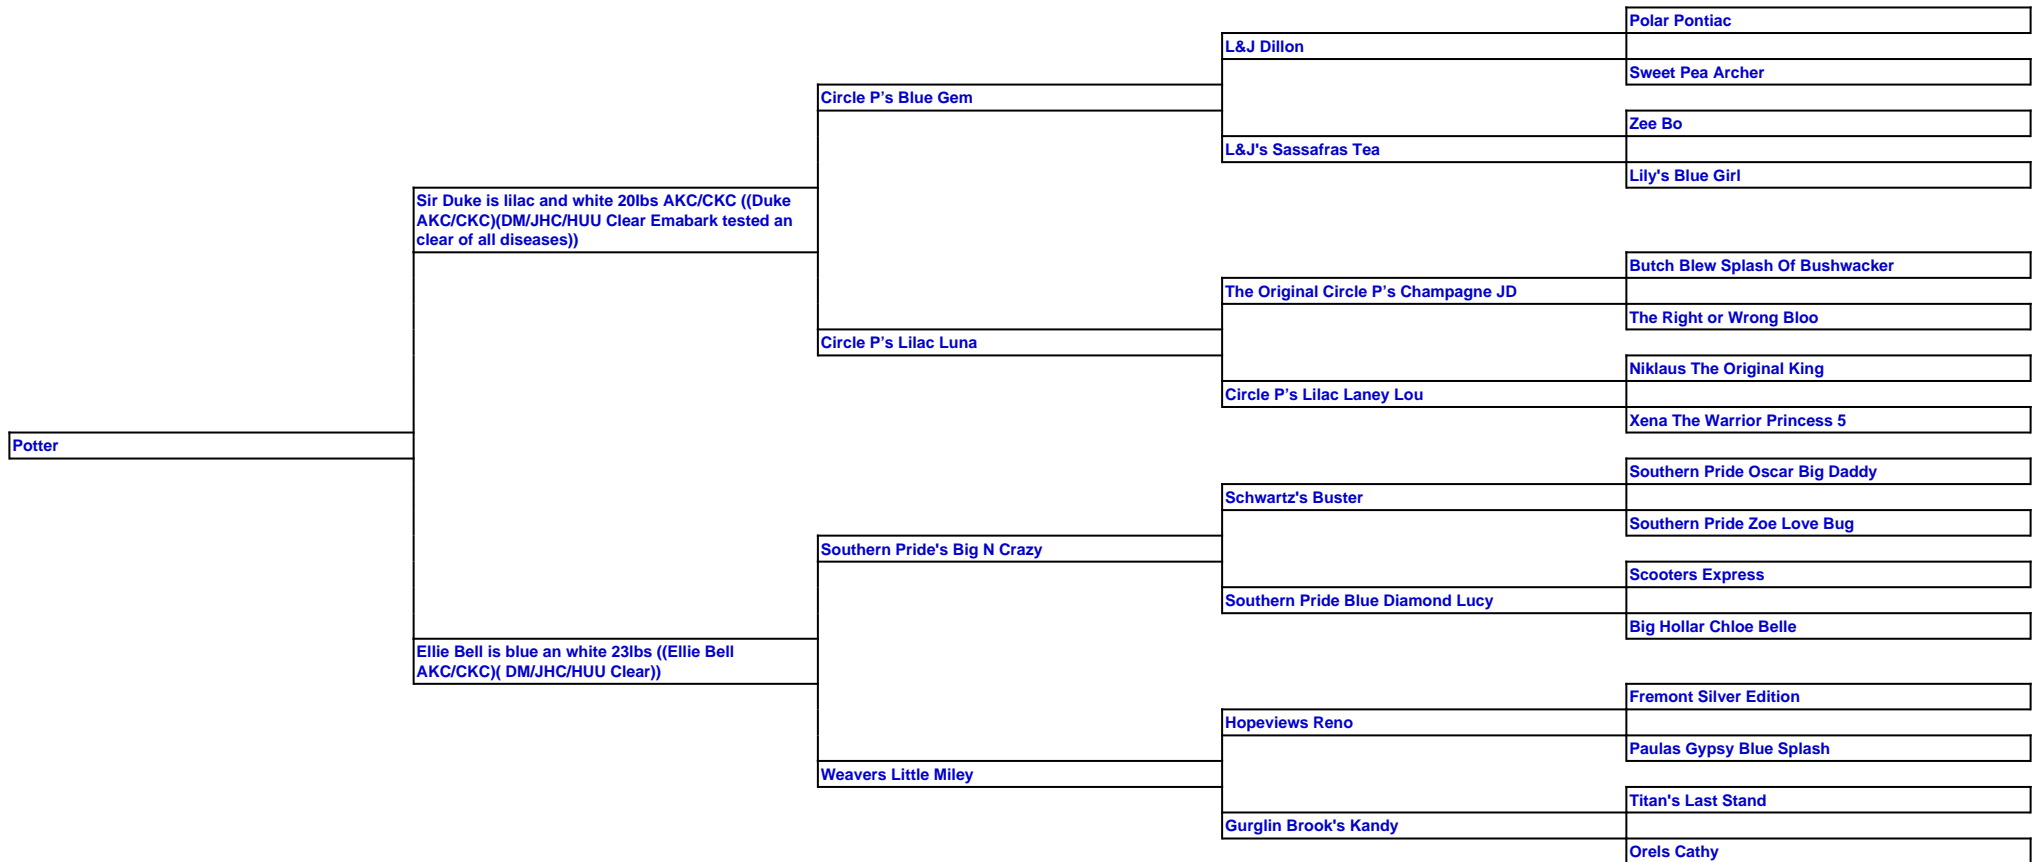 Polar Pontiac
L&J Dillon
Sweet Pea Archer
Circle P’s Blue Gem
Zee Bo
L&J's Sassafras Tea
Lily's Blue Girl
Sir Duke is lilac and white 20lbs AKC/CKC ((Duke
AKC/CKC)(DM/JHC/HUU Clear Emabark tested an
clear of all diseases))
Butch Blew Splash Of Bushwacker
The Original Circle P’s Champagne JD
The Right or Wrong Bloo
Circle P’s Lilac Luna
Niklaus The Original King
Circle P’s Lilac Laney Lou
Xena The Warrior Princess 5
Potter
Southern Pride Oscar Big Daddy
Schwartz's Buster
Southern Pride Zoe Love Bug
Southern Pride's Big N Crazy
Scooters Express
Southern Pride Blue Diamond Lucy
Big Hollar Chloe Belle
Ellie Bell is blue an white 23lbs ((Ellie Bell
AKC/CKC)( DM/JHC/HUU Clear))
Fremont Silver Edition
Hopeviews Reno
Paulas Gypsy Blue Splash
Weavers Little Miley
Titan's Last Stand
Gurglin Brook's Kandy
Orels Cathy